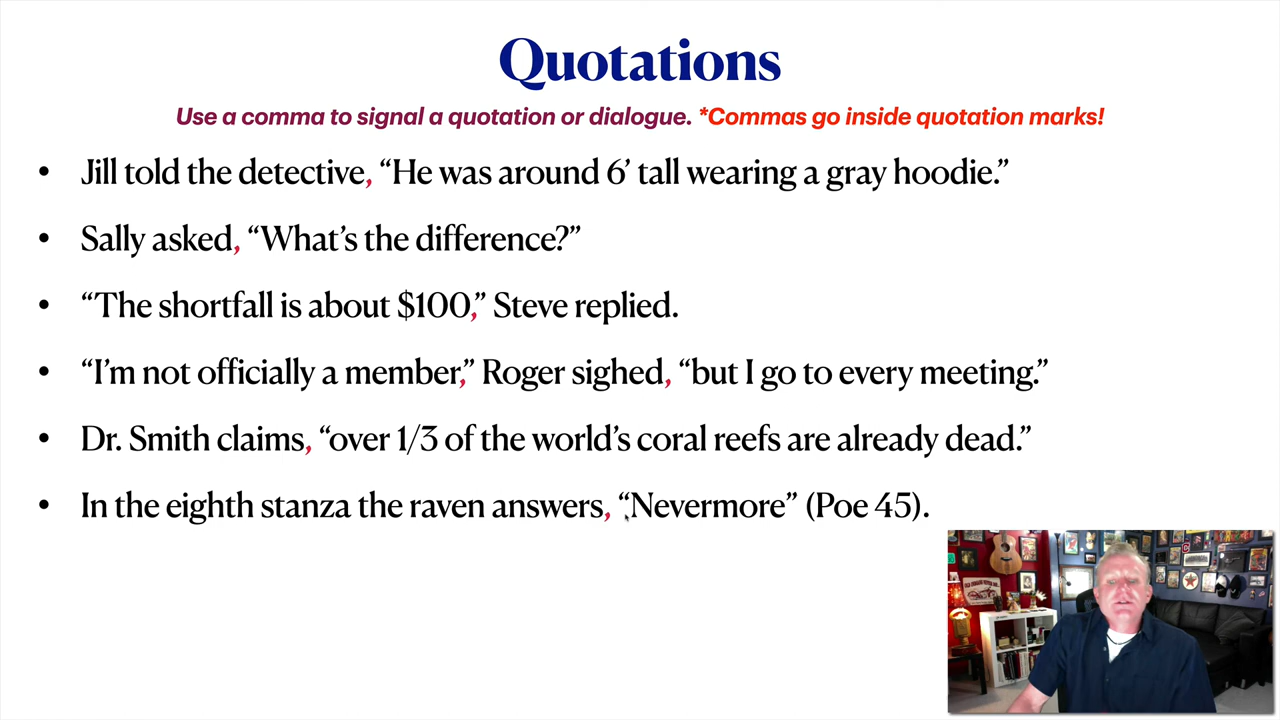 Quotations
Use a comma to signal a quotation or dialogue. *Commas go inside quotation marks!
• Jill told the detective, “He was around 6’ tall wearing a gray hoodie.”
• Sally asked, “What’s the difference?”
• “The shortfall is about $100,” Steve replied.
• “I’m not officially a member,” Roger sighed, “but I go to every meeting.”
• Dr. Smith claims, “over 1/3 of the world’s coral reefs are already dead.”
• In the eighth stanza the raven answers, “Nevermore” (Poe 45).